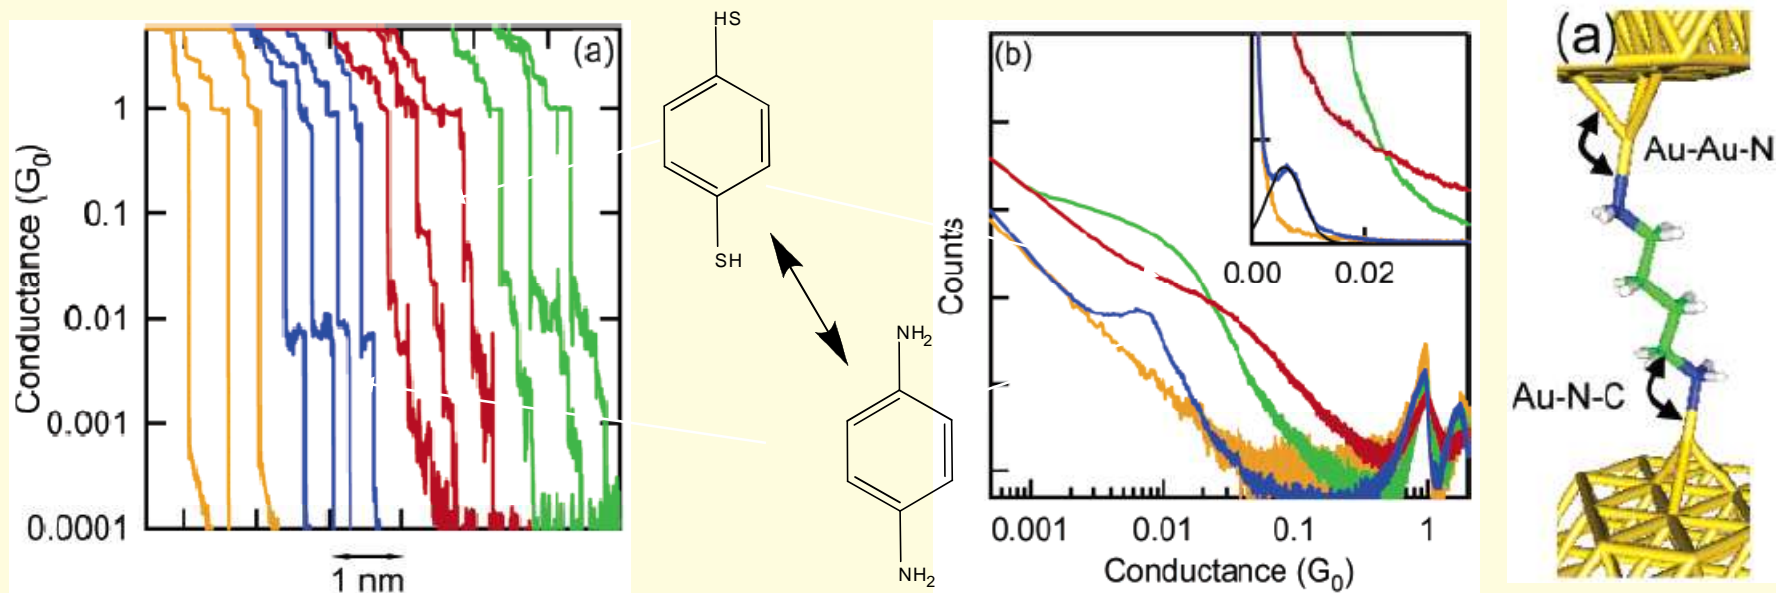 (a)
Conductance (G0)
1
0.1
0.01
0.001
0.0001
1 nm
HS
SH
NH2
NH2
(b)
Counts
0.00 0.02
0.001 0.01 0.1 1
Conductance (G0)
(a)
Au-Au-N
Au-N-C